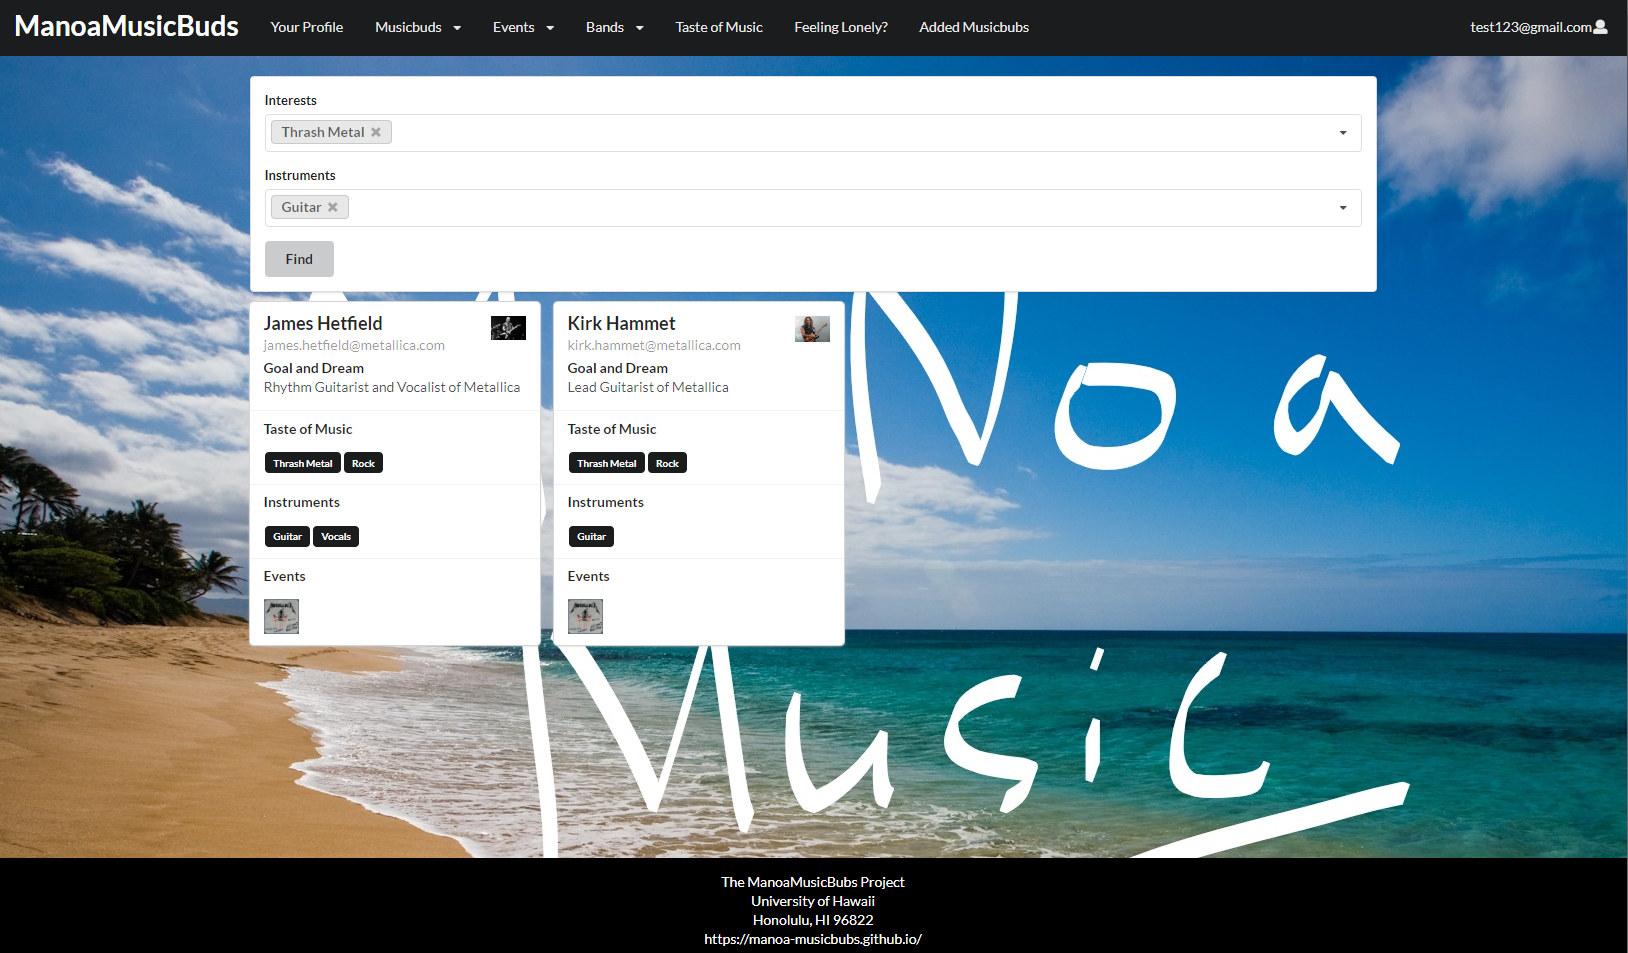 ManoaMusicBuds Your Profile Musicbuds Events Bands Taste of Music Feeling Lonely? Added Musicbuds test123@gmail.com
Interests
Thrash Metal
Instruments
Guitar
Find
James Hetfield
james.hetfield@metallica.com
Goal and Dream
Rhythm Guitarist and Vocalist of Metallica
Taste of Music
Thrash Metal Rock
Instruments
Guitar Vocals
Events
Kirk Hammet
kirk.hammet@metallica.com
Goal and Dream
Lead Guitarist of Metallica
Taste of Music
Thrash Metal Rock
Instruments
Guitar
Events
Noa
Music
The ManoaMusicBubs Project
University of Hawaii
Honolulu, HI 96822
https://manoa-musicbubs.github.io/